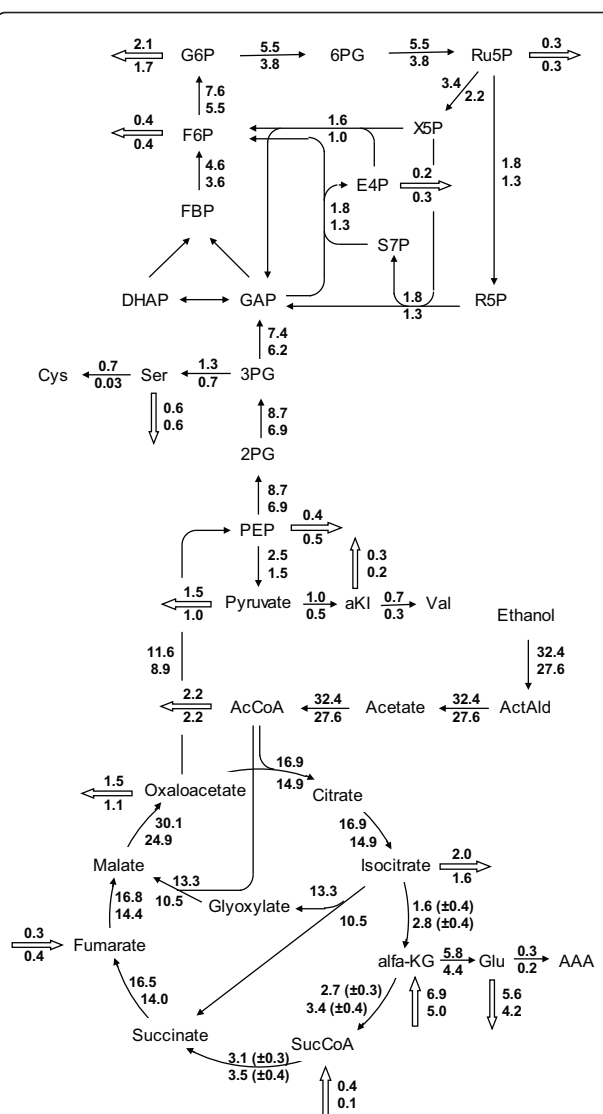 2.1 5.5 5.5 0.3
G6P 6PG Ru5P
1.7 3.8 3.8 0.3
3.4
7.6 2.2
5.5
0.4 1.6
F6P X5P
0.4 1.0
4.6 0.2
3.6 E4P
0.3
1.8
1.3
FBP 1.8
1.3
S7P
DHAP GAP 1.8 R5P
1.3
7.4
6.2
0.7 1.3
Cys Ser 3PG
0.03 0.7
0.6
0.6
8.7
6.9
2PG
8.7
6.9
0.4
PEP
0.5
2.5
1.5
0.3
0.2
1.5 1.0 0.7
Pyruvate aKI Val
1.0 0.5 0.3
Ethanol
11.6
8.9
32.4
27.6
2.2 32.4 32.4
AcCoA Acetate ActAld
2.2 27.6 27.6
16.9
1.5 14.9
Oxaloacetate Citrate
1.1
30.1
24.9
16.9
14.9
Malate Isocitrate 2.0
1.6
13.3 13.3
10.5 Glyoxylate 10.5
16.8
14.4
1.6 (±0.4)
2.8 (±0.4)
0.3
Fumarate
0.4
alfa-KG 5.8 Glu 0.3 AAA
4.4 0.2
16.5
14.0
2.7 (±0.3)
3.4 (±0.4)
6.9 5.6
5.0 4.2
Succinate
SucCoA
3.1 (±0.3)
3.5 (±0.4)
0.4
0.1